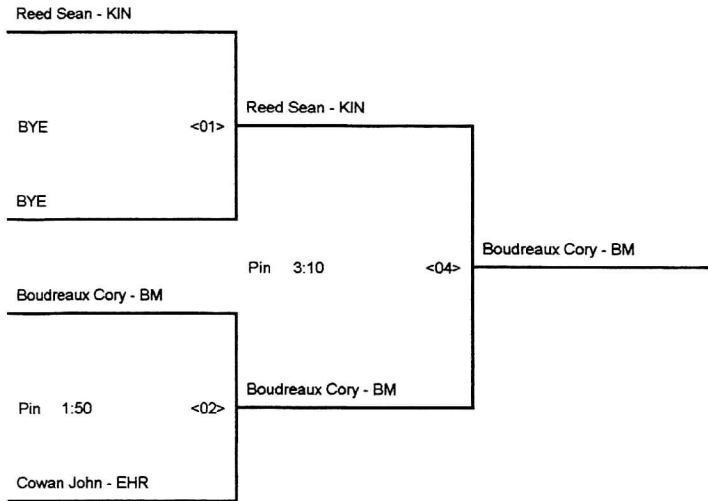 Reed Sean - KIN
BYE <01>
Reed Sean - KIN
BYE
Pin 3:10 <04>
Boudreaux Cory - BM
Boudreaux Cory - BM
Pin 1:50 <02>
Boudreaux Cory - BM
Cowan John - EHR